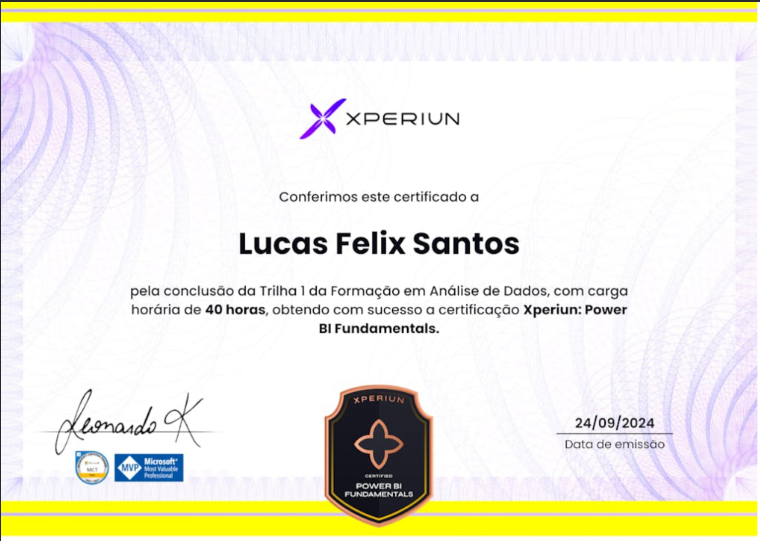 XPERIUN
Conferimos este certificado a
Lucas Felix Santos
pela conclusão da Trilha 1 da Formação em Análise de Dados, com carga
horária de 40 horas, obtendo com sucesso a certificação Xperiun: Power
BI Fundamentals.
Leonardo K
MCT
MVP
Microsoft®
Most Valuable
Professional
XPERIUN
CERTIFIED
POWER BI
FUNDAMENTALS
24/09/2024
Data de emissão